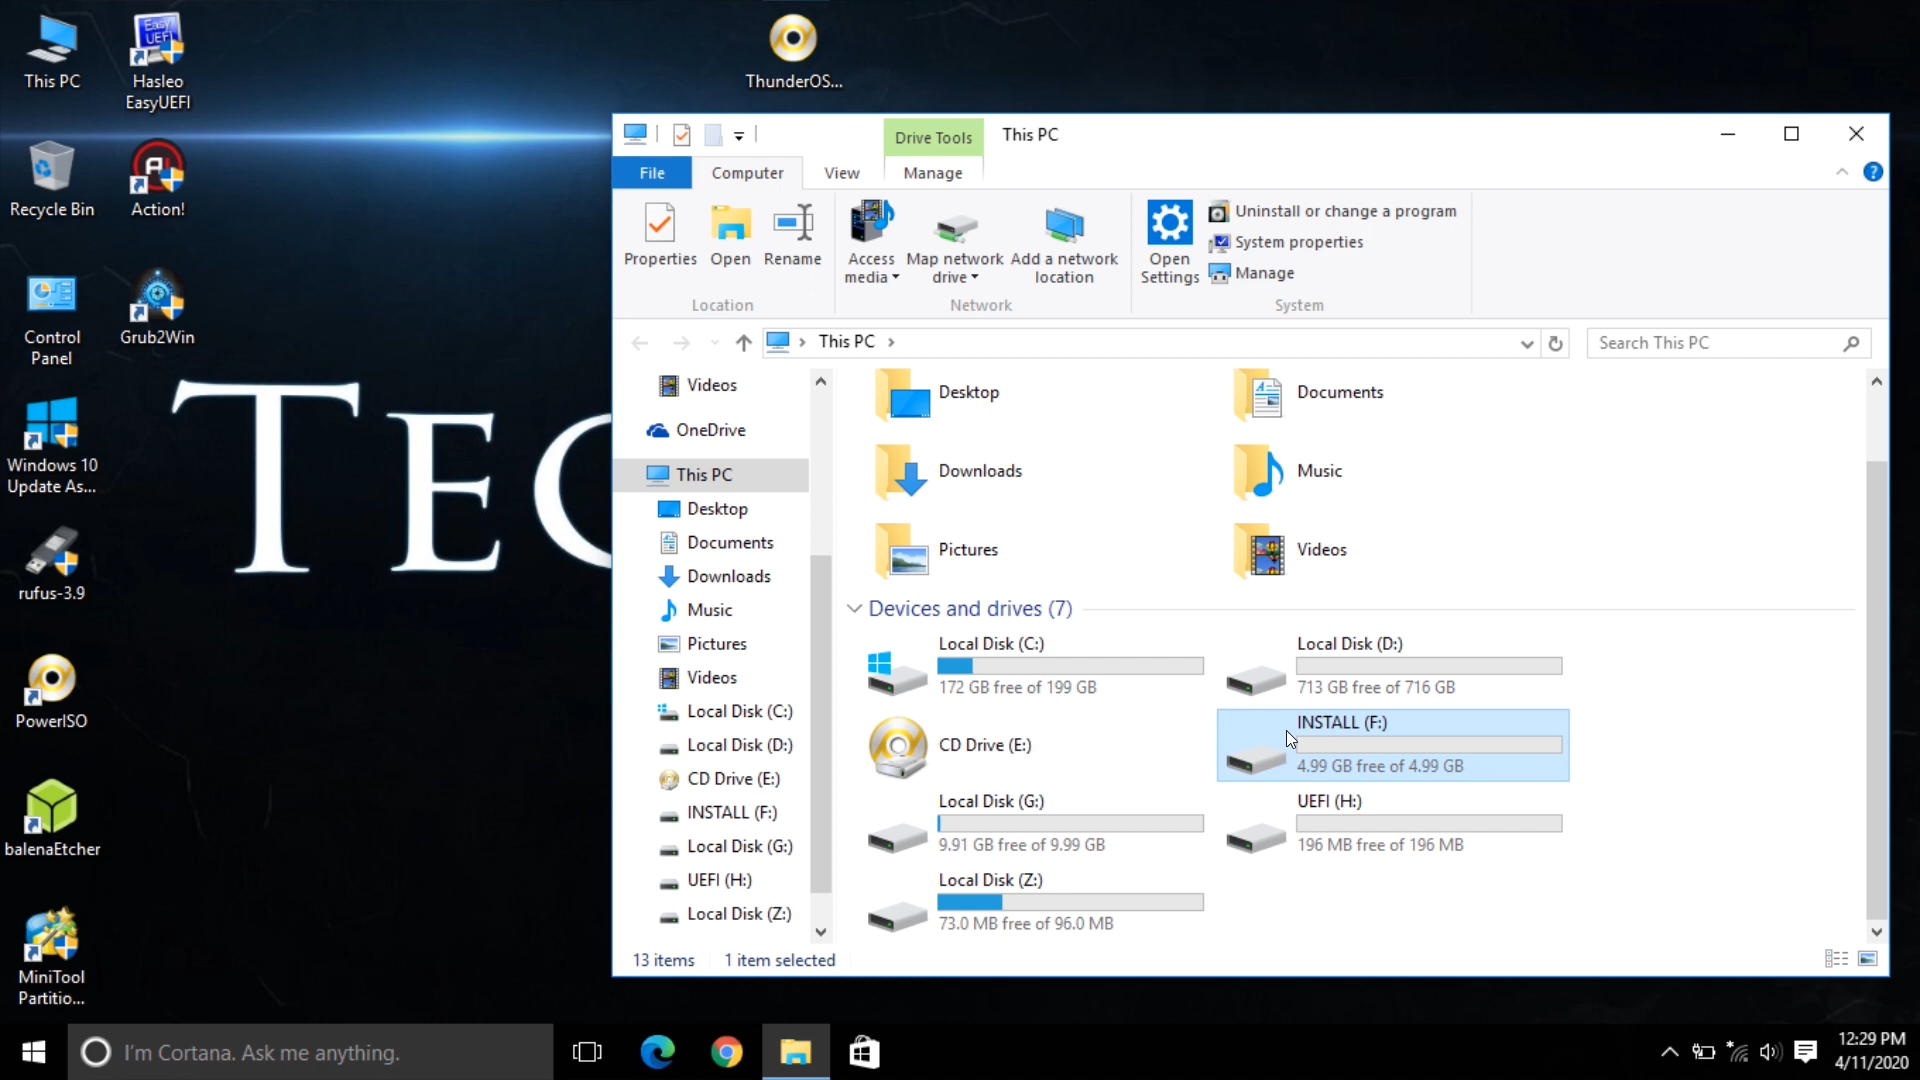 This PC
Easy
UEFI
Hasleo
EasyUEFI
ThunderOS...
Recycle Bin
Action!
Control
Panel
Grub2Win
Windows 10
Update As...
rufus-3.9
PowerISO
balenaEtcher
MiniTool
Partitio...
TEC
Drive Tools
This PC
File
Computer
View
Manage
Properties
Open
Rename
Access
media
Map network
drive
Add a network
location
Open
Settings
Uninstall or change a program
System properties
Manage
Location
Network
System
This PC
Search This PC
Videos
OneDrive
This PC
Desktop
Documents
Downloads
Music
Pictures
Videos
Local Disk (C:)
Local Disk (D:)
CD Drive (E:)
INSTALL (F:)
Local Disk (G:)
UEFI (H:)
Local Disk (Z:)
Desktop
Documents
Downloads
Music
Pictures
Videos
Devices and drives (7)
Local Disk (C:)
172 GB free of 199 GB
Local Disk (D:)
713 GB free of 716 GB
CD Drive (E:)
INSTALL (F:)
4.99 GB free of 4.99 GB
Local Disk (G:)
9.91 GB free of 9.99 GB
UEFI (H:)
196 MB free of 196 MB
Local Disk (Z:)
73.0 MB free of 96.0 MB
13 items
1 item selected
I'm Cortana. Ask me anything.
12:29 PM
4/11/2020